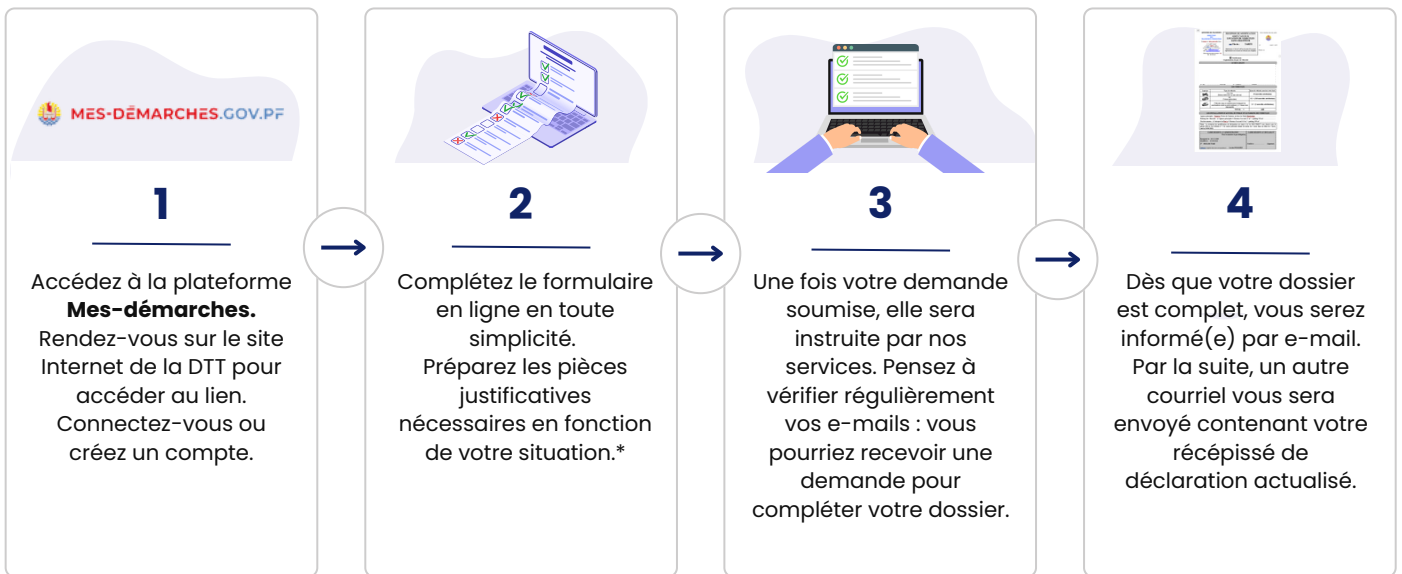 MES-DÉMARCHES.GOV.PF
1
Accédez à la plateforme
Mes-démarches.
Rendez-vous sur le site
Internet de la DTT pour
accéder au lien.
Connectez-vous ou
créez un compte.
2
Complétez le formulaire
en ligne en toute
simplicité.
Préparez les pièces
justificatives
nécessaires en fonction
de votre situation.*
3
Une fois votre demande
soumise, elle sera
instruite par nos
services. Pensez à
vérifier régulièrement
vos e-mails : vous
pourriez recevoir une
demande pour
compléter votre dossier.
4
Dès que votre dossier
est complet, vous serez
informé(e) par e-mail.
Par la suite, un autre
courriel vous sera
envoyé contenant votre
récépissé de
déclaration actualisé.